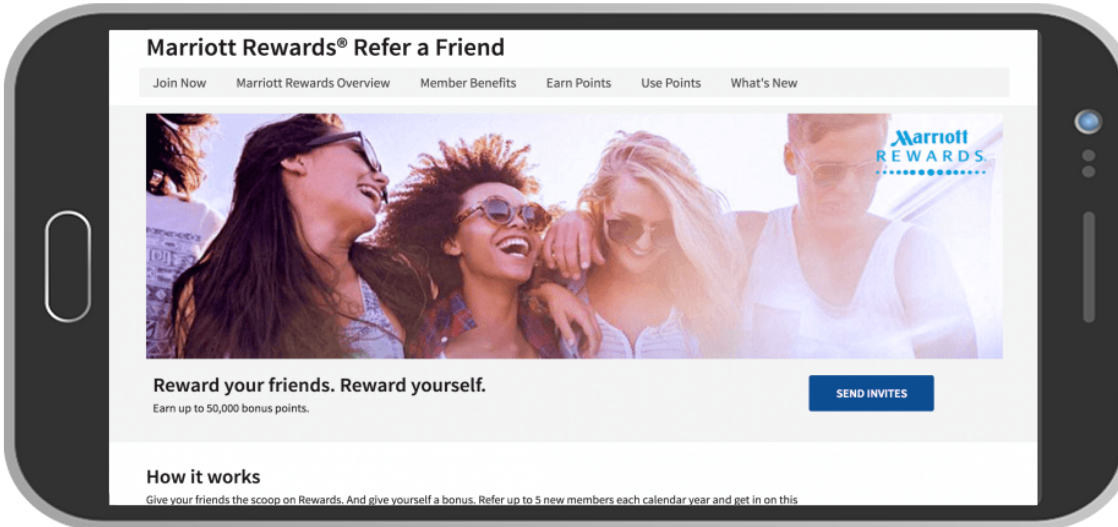 Marriott Rewards® Refer a Friend
Join Now Marriott Rewards Overview Member Benefits Earn Points Use Points What's New
Marriott
REWARDS
Reward your friends. Reward yourself.
Earn up to 50,000 bonus points.
SEND INVITES
How it works
Give your friends the scoop on Rewards. And give yourself a bonus. Refer up to 5 new members each calendar year and get in on this